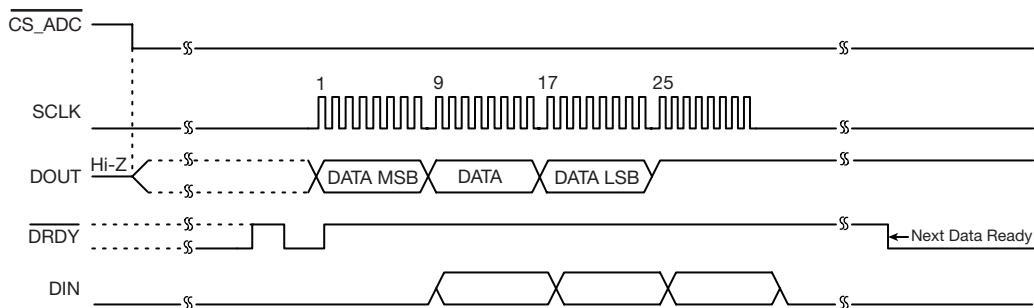 CS_ADC
1 9 17 25
SCLK
Hi-Z
DOUT
DATA MSB DATA DATA LSB
DRDY
Next Data Ready
DIN